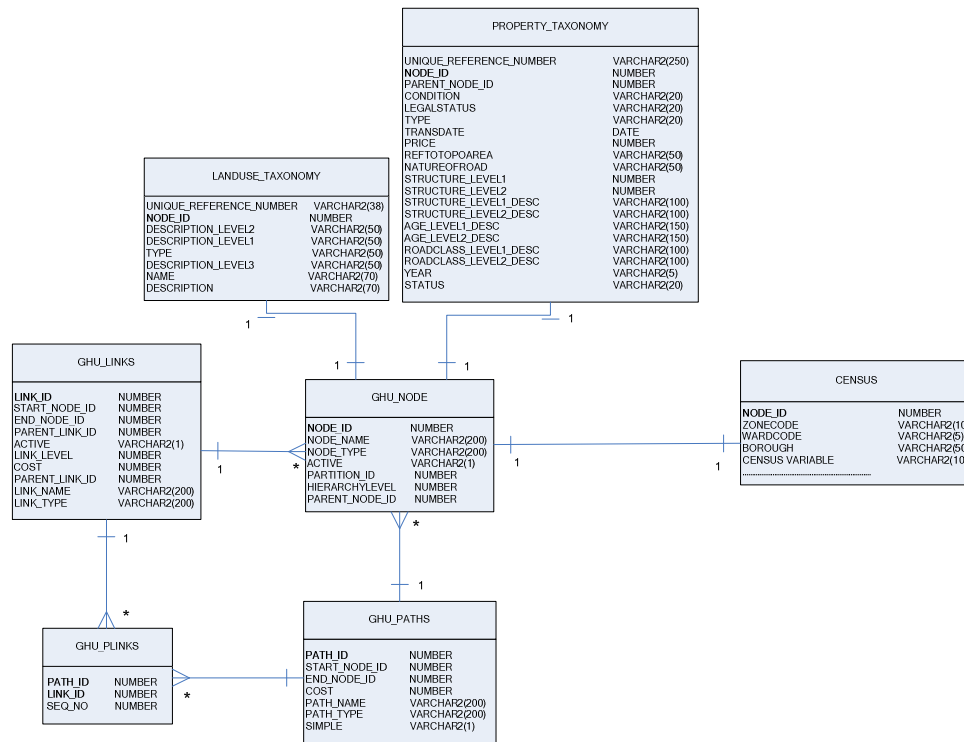 PROPERTY_TAXONOMY
UNIQUE_REFERENCE_NUMBER VARCHAR2(250)
NODE_ID NUMBER
PARENT_NODE_ID NUMBER
CONDITION VARCHAR2(20)
LEGALSTATUS VARCHAR2(20)
TYPE VARCHAR2(20)
TRANSDATE DATE
PRICE NUMBER
REFTOTOPOAREA VARCHAR2(50)
NATUREOFROAD VARCHAR2(50)
STRUCTURE_LEVEL1 NUMBER
STRUCTURE_LEVEL2 NUMBER
STRUCTURE_LEVEL1_DESC VARCHAR2(100)
STRUCTURE_LEVEL2_DESC VARCHAR2(100)
AGE_LEVEL1_DESC VARCHAR2(150)
AGE_LEVEL2_DESC VARCHAR2(150)
ROADCLASS_LEVEL1_DESC VARCHAR2(100)
ROADCLASS_LEVEL2_DESC VARCHAR2(100)
YEAR VARCHAR2(5)
STATUS VARCHAR2(20)
LANDUSE_TAXONOMY
UNIQUE_REFERENCE_NUMBER VARCHAR2(38)
NODE_ID NUMBER
DESCRIPTION_LEVEL2 VARCHAR2(50)
DESCRIPTION_LEVEL1 VARCHAR2(50)
TYPE VARCHAR2(50)
DESCRIPTION_LEVEL3 VARCHAR2(50)
NAME VARCHAR2(70)
DESCRIPTION VARCHAR2(70)
1
1
1
1
GHU_LINKS
LINK_ID NUMBER
START_NODE_ID NUMBER
END_NODE_ID NUMBER
PARENT_LINK_ID NUMBER
ACTIVE VARCHAR2(1)
LINK_LEVEL NUMBER
COST NUMBER
PARENT_LINK_ID NUMBER
LINK_NAME VARCHAR2(200)
LINK_TYPE VARCHAR2(200)
1
*
GHU_NODE
NODE_ID NUMBER
NODE_NAME VARCHAR2(200)
NODE_TYPE VARCHAR2(200)
ACTIVE VARCHAR2(1)
PARTITION_ID NUMBER
HIERARCHYLEVEL NUMBER
PARENT_NODE_ID NUMBER
1
1
CENSUS
NODE_ID NUMBER
ZONECODE VARCHAR2(10
WARDCODE VARCHAR2(5)
BOROUGH VARCHAR2(50
CENSUS VARIABLE VARCHAR2(10
*
1
1
*
GHU_PLINKS
PATH_ID NUMBER
LINK_ID NUMBER
SEQ_NO NUMBER
*
GHU_PATHS
PATH_ID NUMBER
START_NODE_ID NUMBER
END_NODE_ID NUMBER
COST NUMBER
PATH_NAME VARCHAR2(200)
PATH_TYPE VARCHAR2(200)
SIMPLE VARCHAR2(1)